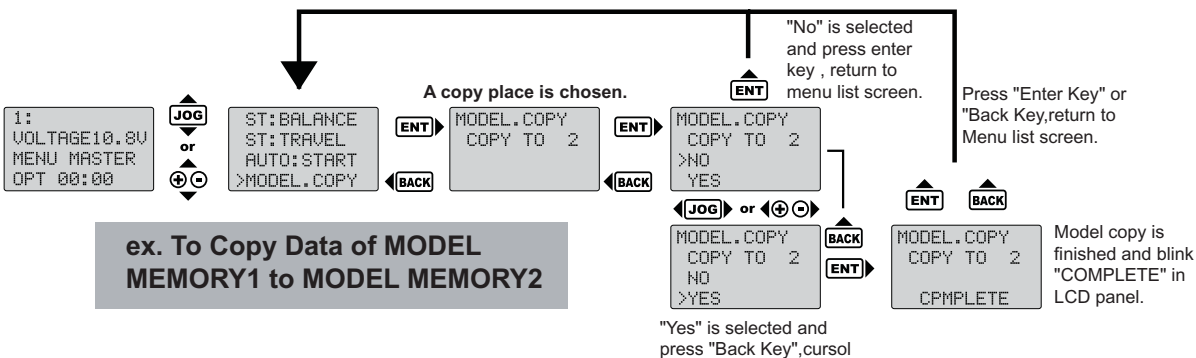 "No" is selected
and press enter
key , return to
menu list screen.
ENT
A copy place is chosen.
Press "Enter Key" or
"Back Key,return to
Menu list screen.
1:
VOLTAGE10.8V
MENU MASTER
OPT 00:00
JOG
or
ST:BALANCE
ST:TRAVEL
AUTO:START
>MODEL.COPY
ENT
BACK
MODEL.COPY
COPY TO 2
ENT
BACK
MODEL.COPY
COPY TO 2
>NO
YES
JOG or
MODEL.COPY
COPY TO 2
NO
>YES
BACK
ENT
ENT BACK
MODEL.COPY
COPY TO 2
CPMPLETE
Model copy is
finished and blink
"COMPLETE" in
LCD panel.
ex. To Copy Data of MODEL
MEMORY1 to MODEL MEMORY2
"Yes" is selected and
press "Back Key",cursol